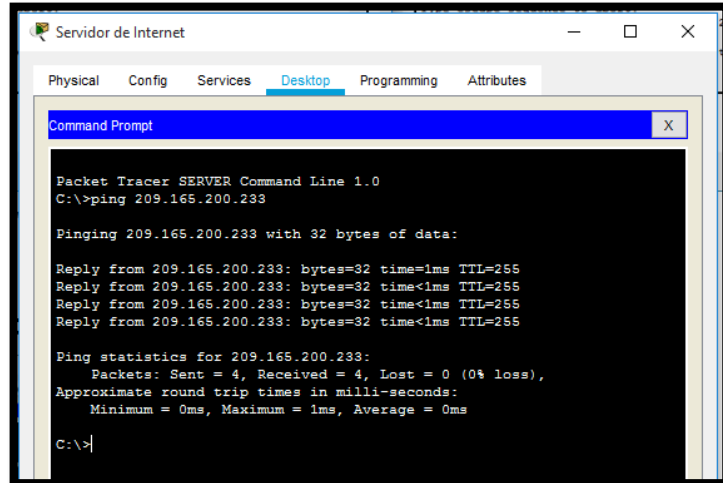 Servidor de Internet
Physical Config Services Desktop Programming Attributes
Command Prompt
X
Packet Tracer SERVER Command Line 1.0
C:\>ping 209.165.200.233
Pinging 209.165.200.233 with 32 bytes of data:
Reply from 209.165.200.233: bytes=32 time=1ms TTL=255
Reply from 209.165.200.233: bytes=32 time<1ms TTL=255
Reply from 209.165.200.233: bytes=32 time<1ms TTL=255
Reply from 209.165.200.233: bytes=32 time<1ms TTL=255
Ping statistics for 209.165.200.233:
Packets: Sent = 4, Received = 4, Lost = 0 (0% loss),
Approximate round trip times in milli-seconds:
Minimum = 0ms, Maximum = 1ms, Average = 0ms
C:\>